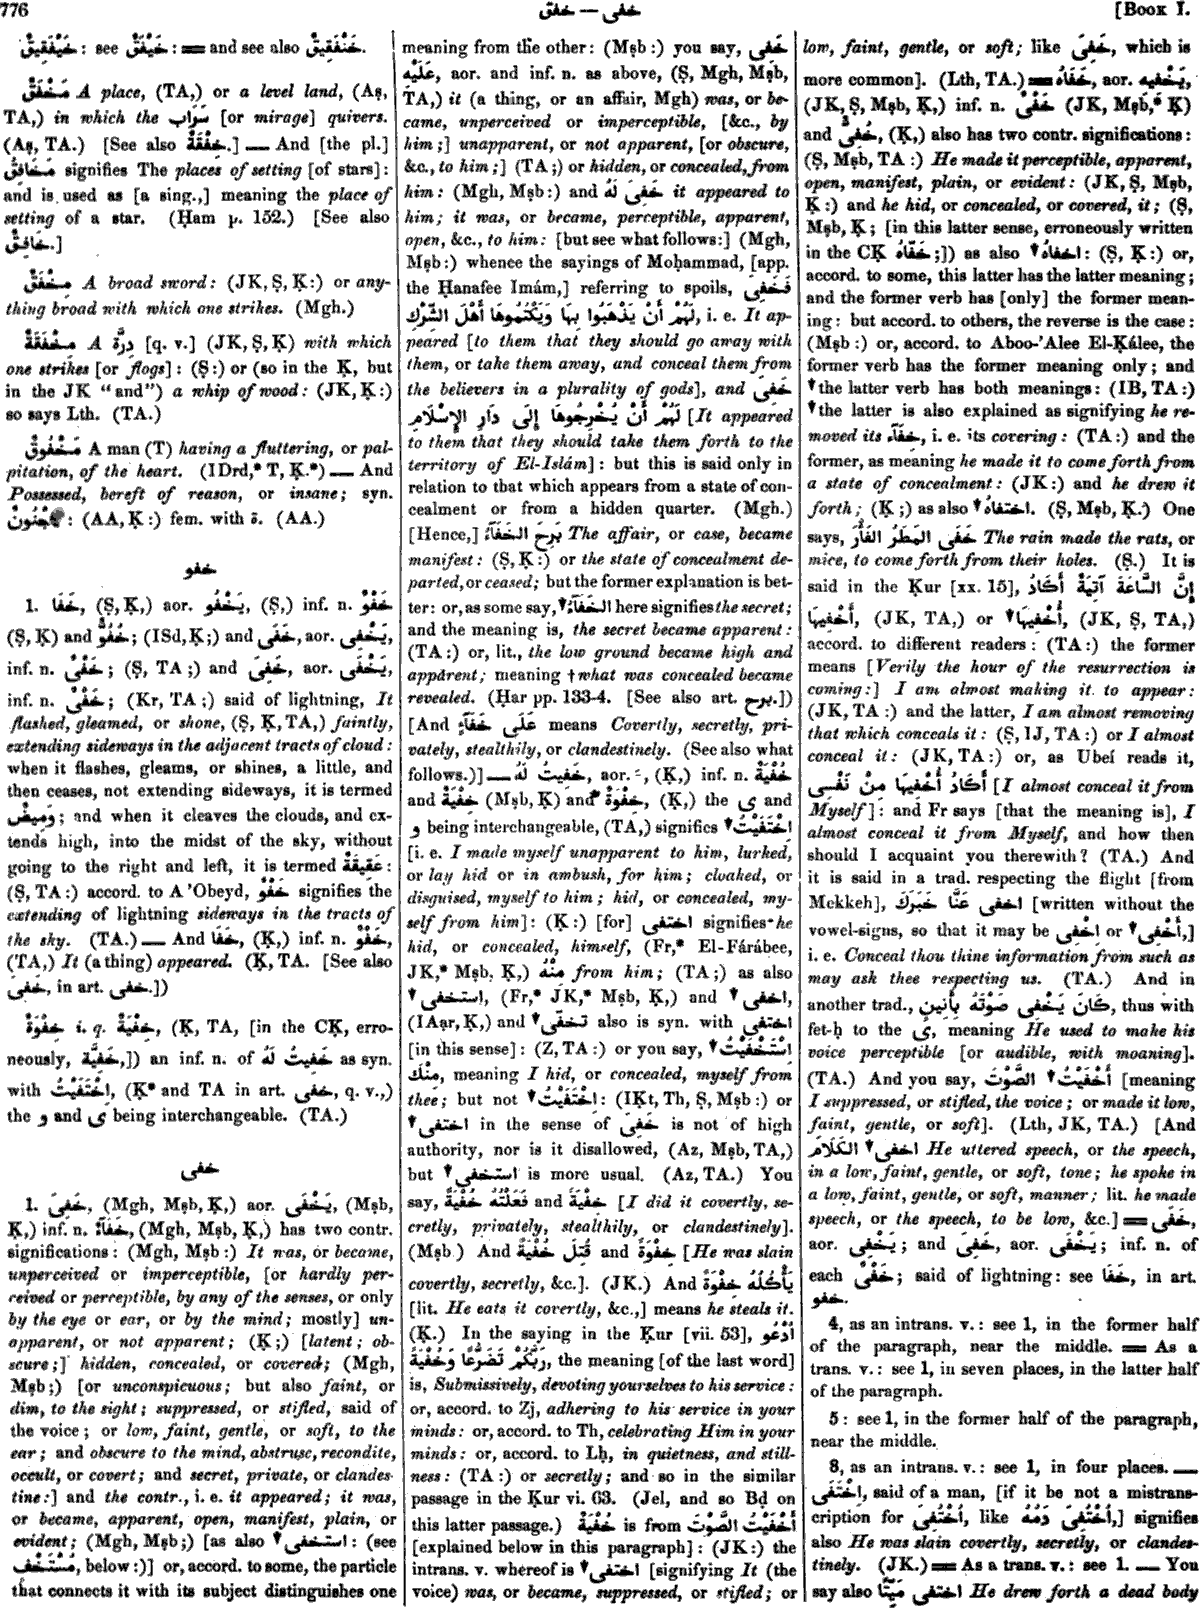 776
خفق — خفى
[Book I.
خَيْفَقِيقٌ: see خَيْفَقٌ: == and see also خَنْفَقِيقٌ.
مَخْفَقٌ A place, (TA,) or a level land, (Aṣ,
TA,) in which the سَرَاب [or mirage] quivers.
(Aṣ, TA.) [See also خَفْقَةٌ.] — And [the pl.]
مَخَافِقُ signifies The places of setting [of stars]:
and is used as [a sing.,] meaning the place of
setting of a star. (Ḥam p. 152.) [See also
خَافِقٌ.]
مِخْفَقٌ A broad sword: (JK, Ṣ, Ḳ:) or any-
thing broad with which one strikes. (Mgh.)
مِخْفَقَةٌ A دِرَّة [q. v.] (JK, Ṣ, Ḳ) with which
one strikes [or flogs]: (Ṣ:) or (so in the Ḳ, but
in the JK “and”) a whip of wood: (JK, Ḳ:)
so says Lth. (TA.)
مَخْفُوقٌ A man (T) having a fluttering, or pal-
pitation, of the heart. (IDrd,* T, Ḳ.*) — And
Possessed, bereft of reason, or insane; syn.
مَجْنُونٌ: (AA, Ḳ:) fem. with ة. (AA.)
خفو
1. خَفَا, (Ṣ, Ḳ,) aor. يَخْفُو, (Ṣ,) inf. n. خَفْوٌ
(Ṣ, Ḳ) and خُفُوٌّ; (ISd, Ḳ;) and خَفَى, aor. يَخْفِى,
inf. n. خَفْىٌ; (Ṣ, TA;) and خَفِىَ, aor. يَخْفَى,
inf. n. خَفْىٌ; (Kr, TA;) said of lightning, It
flashed, gleamed, or shone, (Ṣ, Ḳ, TA,) faintly,
extending sideways in the adjacent tracts of cloud:
when it flashes, gleams, or shines, a little, and
then ceases, not extending sideways, it is termed
وَمِيضٌ; and when it cleaves the clouds, and ex-
tends high, into the midst of the sky, without
going to the right and left, it is termed عَقِيقَةٌ:
(Ṣ, TA:) accord. to A ’Obeyd, خَفْوٌ signifies the
extending of lightning sideways in the tracts of
the sky. (TA.) — And خَفَا, (Ḳ,) inf. n. خَفْوٌ,
(TA,) It (a thing) appeared. (Ḳ, TA. [See also
خَفَى, in art. خفى.])
خِفْوَةٌ i. q. خِفْيَةٌ, (Ḳ, TA, [in the CḲ, erro-
neously, خَفِيَّة,]) an inf. n. of خَفِيتُ لَهُ as syn.
with اِخْتَفَيْتُ, (Ḳ* and TA in art. خفى, q. v.,)
the و and ى being interchangeable. (TA.)
خفى
1. خَفِىَ, (Mgh, Mṣb, Ḳ,) aor. يَخْفَى, (Mṣb,
Ḳ,) inf. n. خَفَآءٌ, (Mgh, Mṣb, Ḳ,) has two contr.
significations: (Mgh, Mṣb:) It was, or became,
unperceived or imperceptible, [or hardly per-
ceived or perceptible, by any of the senses, or only
by the eye or ear, or by the mind; mostly] un-
apparent, or not apparent; (Ḳ;) [latent; ob-
scure;] hidden, concealed, or covered; (Mgh,
Mṣb;) [or unconspicuous; but also faint, or
dim, to the sight; suppressed, or stifled, said of
the voice; or low, faint, gentle, or soft, to the
ear; and obscure to the mind, abstruse, recondite,
occult, or covert; and secret, private, or clandes-
tine:] and the contr., i. e. it appeared; it was,
or became, apparent, open, manifest, plain, or
evident; (Mgh, Mṣb;) [as also ▼ استخفى: (see
مُسْتَخْفٍ, below:)] or, accord. to some, the particle
that connects it with its subject distinguishes one
meaning from the other: (Mṣb:) you say, خَفِىَ
عَلَيْهِ, aor. and inf. n. as above, (Ṣ, Mgh, Mṣb,
TA,) it (a thing, or an affair, Mgh) was, or be-
came, unperceived or imperceptible, [&c., by
him;] unapparent, or not apparent, [or obscure,
&c., to him;] (TA;) or hidden, or concealed, from
him: (Mgh, Mṣb:) and خَفِىَ لَهُ it appeared to
him; it was, or became, perceptible, apparent,
open, &c., to him: [but see what follows:] (Mgh,
Mṣb:) whence the sayings of Moḥammad, [app.
the Ḥanafee Imám,] referring to spoils, فَخَفِىَ
لَهُمْ أَنْ يَذْهَبُوا بِهَا وَيَكْتُمُوهَا أَهْلَ الشِّرْكِ, i. e. It ap-
peared [to them that they should go away with
them, or take them away, and conceal them from
the believers in a plurality of gods], and خَفِىَ
لَهُمْ أَنْ يُخْرِجُوهَا إِلَى دَارِ الإِسْلَامِ [It appeared
to them that they should take them forth to the
territory of El-Islám]: but this is said only in
relation to that which appears from a state of con-
cealment or from a hidden quarter. (Mgh.)
[Hence,] بَرِحَ الخَفَآءُ The affair, or case, became
manifest: (Ṣ, Ḳ:) or the state of concealment de-
parted, or ceased; but the former explanation is bet-
ter: or, as some say, ▼ الخَفَآءُ here signifies the secret;
and the meaning is, the secret became apparent:
(TA:) or, lit., the low ground became high and
apparent; meaning † what was concealed became
revealed. (Ḥar pp. 133-4. [See also art. برح.])
[And عَلَى خَفَآءٍ means Covertly, secretly, pri-
vately, stealthily, or clandestinely. (See also what
follows.)] — خَفِيتُ لَهُ, aor. ـَ, (Ḳ,) inf. n. خُفْيَةٌ
and خِفْيَةٌ (Mṣb, Ḳ) and خِفْوَةٌ, (Ḳ,) the ى and
و being interchangeable, (TA,) signifies ▼ اِخْتَفَيْتُ
[i. e. I made myself unapparent to him, lurked,
or lay hid or in ambush, for him; cloaked, or
disguised, myself to him; hid, or concealed, my-
self from him]: (Ḳ:) [for] اختفى signifies he
hid, or concealed, himself, (Fr,* El-Fárábee,
JK,* Mṣb, Ḳ,) مِنْهُ from him; (TA;) as also
▼ استخفى, (Fr,* JK,* Mṣb, Ḳ,) and ▼ اخفى,
(IAạr, Ḳ,) and ▼ تخفّى also is syn. with اختفى
[in this sense]: (Z, TA:) or you say, ▼ اِسْتَخْفَيْتُ
مِنْكَ, meaning I hid, or concealed, myself from
thee; but not ▼ اِخْتَفَيْتُ: (IḲt, Th, Ṣ, Mṣb:) or
▼ اختفى in the sense of خَفِىَ is not of high
authority, nor is it disallowed, (Az, Mṣb, TA,)
but ▼ استخفى is more usual. (Az, TA.) You
say, فَعَلْتُهُ خُفْيَةً and خِفْيَةً [I did it covertly, se-
cretly, privately, stealthily, or clandestinely].
(Mṣb.) And قُتِلَ خُفْيَةً and خِفْوَةً [He was slain
covertly, secretly, &c.]. (JK.) And يَأْكُلُهُ خِفْوَةً
[lit. He eats it covertly, &c.,] means he steals it.
(Ḳ.) In the saying in the Ḳur [vii. 53], اُدْعُو
رَبَّكُمْ تَضَرُّعًا وَخُفْيَةً, the meaning [of the last word]
is, Submissively, devoting yourselves to his service:
or, accord. to Zj, adhering to his service in your
minds: or, accord. to Th, celebrating Him in your
minds: or, accord. to Lḥ, in quietness, and still-
ness: (TA:) or secretly; and so in the similar
passage in the Ḳur vi. 63. (Jel, and so Bḍ on
this latter passage.) خُفْيَةٌ is from أَخْفَيْتُ الصَّوْتَ
[explained below in this paragraph]: (JK:) the
intrans. v. whereof is ▼ اختفى [signifying It (the
voice) was, or became, suppressed, or stifled; or
low, faint, gentle, or soft; like خَفِىَ, which is
more common]. (Lth, TA.) == خَفَاهُ, aor. يَخْفِيهِ,
(JK, Ṣ, Mṣb, Ḳ,) inf. n. خَفْىٌ (JK, Mṣb,* Ḳ)
and خُفِىٌّ, (Ḳ,) also has two contr. significations:
(Ṣ, Mṣb, TA:) He made it perceptible, apparent,
open, manifest, plain, or evident: (JK, Ṣ, Mṣb,
Ḳ:) and he hid, or concealed, or covered, it; (Ṣ,
Mṣb, Ḳ; [in this latter sense, erroneously written
in the CḲ خَفّاهُ;]) as also ▼ اخفاهُ: (Ṣ, Ḳ:) or,
accord. to some, this latter has the latter meaning;
and the former verb has [only] the former mean-
ing: but accord. to others, the reverse is the case:
(Mṣb:) or, accord. to Aboo-’Alee El-Ḳálee, the
former verb has the former meaning only; and
▼ the latter verb has both meanings: (IB, TA:)
▼ the latter is also explained as signifying he re-
moved its خَفَآء, i. e. its covering: (TA:) and the
former, as meaning he made it to come forth from
a state of concealment: (JK:) and he drew it
forth; (Ḳ;) as also ▼ اختفاهُ. (Ṣ, Mṣb, Ḳ.) One
says, خَفَى المَطَرُ الفَأْرَ The rain made the rats, or
mice, to come forth from their holes. (Ṣ.) It is
said in the Ḳur [xx. 15], إِنَّ السَّاعَةَ آتِيَةٌ أَكَادُ
أَخْفِيهَا, (JK, TA,) or ▼ أُخْفِيهَا, (JK, Ṣ, TA,)
accord. to different readers: (TA:) the former
means [Verily the hour of the resurrection is
coming:] I am almost making it to appear:
(JK, TA:) and the latter, I am almost removing
that which conceals it: (Ṣ, IJ, TA:) or I almost
conceal it: (JK, TA:) or, as Ubeí reads it,
أَكَادُ أُخْفِيهَا مِنْ نَفْسِى [I almost conceal it from
Myself]: and Fr says [that the meaning is], I
almost conceal it from Myself, and how then
should I acquaint you therewith? (TA.) And
it is said in a trad. respecting the flight [from
Mekkeh], اخفى عَنَّا خَبَرَكَ [written without the
vowel-signs, so that it may be اِخْفِى or ▼ أَخْفِى,]
i. e. Conceal thou thine information from such as
may ask thee respecting us. (TA.) And in
another trad., كَانَ يَخْفِى صَوْتَهُ بِأَنِينٍ, thus with
fet-ḥ to the ى, meaning He used to make his
voice perceptible [or audible, with moaning].
(TA.) And you say, أَخْفَيْتُ ▼ الصَّوْتَ [meaning
I suppressed, or stifled, the voice; or made it low,
faint, gentle, or soft]. (Lth, JK, TA.) [And
اخفى ▼ الكَلَامَ He uttered speech, or the speech,
in a low, faint, gentle, or soft, tone; he spoke in
a low, faint, gentle, or soft, manner; lit. he made
speech, or the speech, to be low, &c.] == خَفَى,
aor. يَخْفِى; and خَفِىَ, aor. يَخْفَى; inf. n. of
each خَفْىٌ; said of lightning: see خَفَا, in art.
خفو.
4, as an intrans. v.: see 1, in the former half
of the paragraph, near the middle. == As a
trans. v.: see 1, in seven places, in the latter half
of the paragraph.
5: see 1, in the former half of the paragraph,
near the middle.
8, as an intrans. v.: see 1, in four places. —
اِخْتَفَى, said of a man, [if it be not a mistrans-
cription for اُخْتُفِىَ, like اُخْتُفِىَ دَمُهُ,] signifies
also He was slain covertly, secretly, or clandes-
tinely. (JK.) == As a trans. v.: see 1. — You
say also اختفى مَيِّتًا He drew forth a dead body